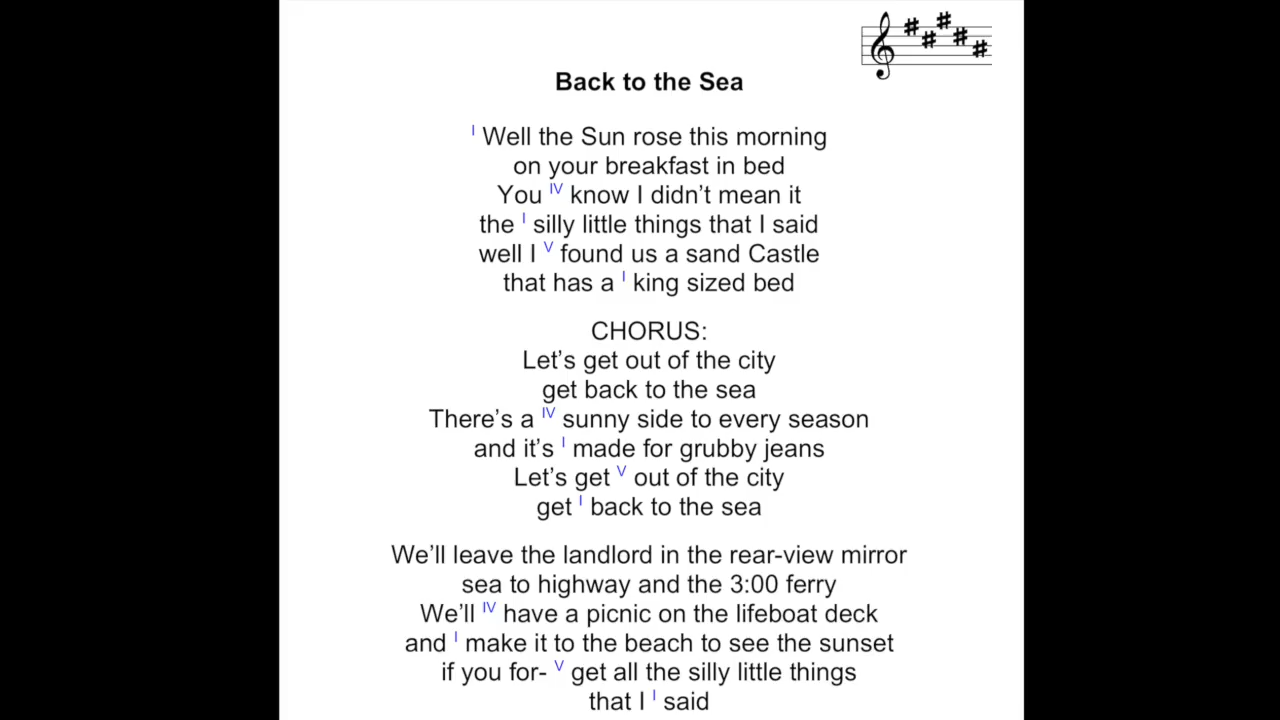 Back to the Sea
I Well the Sun rose this morning
on your breakfast in bed
You IV know I didn’t mean it
the I silly little things that I said
well I V found us a sand Castle
that has a I king sized bed
CHORUS:
Let’s get out of the city
get back to the sea
There’s a IV sunny side to every season
and it’s I made for grubby jeans
Let’s get V out of the city
get I back to the sea
We’ll leave the landlord in the rear-view mirror
sea to highway and the 3:00 ferry
We’ll IV have a picnic on the lifeboat deck
and I make it to the beach to see the sunset
if you for- V get all the silly little things
that I I said